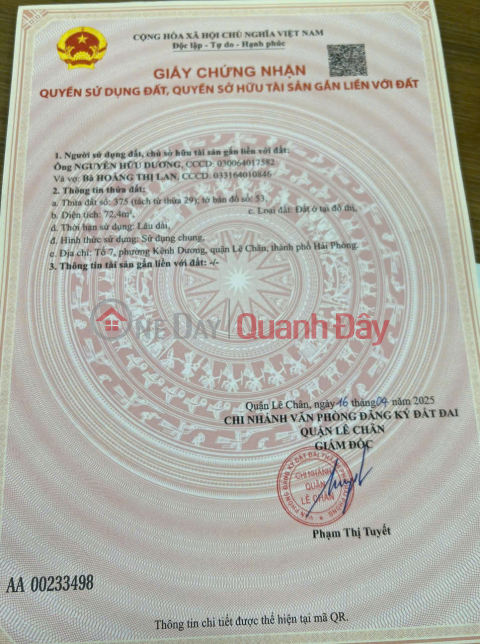 CỘNG HÒA XÃ HỘI CHỦ NGHĨA VIỆT NAM
Độc lập - Tự do - Hạnh phúc
GIẤY CHỨNG NHẬN
QUYỀN SỬ DỤNG ĐẤT, QUYỀN SỞ HỮU TÀI SẢN GẮN LIỀN VỚI ĐẤT
1. Người sử dụng đất, chủ sở hữu tài sản gắn liền với đất:
Ông NGUYỄN HỮU DƯƠNG, CCCD: 030064017582
Và vợ: Bà HOÀNG THỊ LAN, CCCD: 033164010846
2. Thông tin thửa đất:
a. Thửa đất số: 375 (tách từ thửa 29); tờ bản đồ số: 53,
b. Diện tích: 72,4m², c. Loại đất: Đất ở tại đô thị,
d. Thời hạn sử dụng: Lâu dài,
đ. Hình thức sử dụng: Sử dụng chung,
e. Địa chỉ: Tổ 7, phường Kênh Dương, quận Lê Chân, thành phố Hải Phòng.
3. Thông tin tài sản gắn liền với đất: -/-
ONE DAY Quanh Đây
Quận Lê Chân, ngày 16 tháng 04 năm 2025
CHI NHÁNH VĂN PHÒNG ĐĂNG KÝ ĐẤT ĐAI
QUẬN LÊ CHÂN
GIÁM ĐỐC
CHI NHÁNH
QUẬN
LÊ CHÂN
Phạm Thị Tuyết
AA 00233498
Thông tin chi tiết được thể hiện tại mã QR.